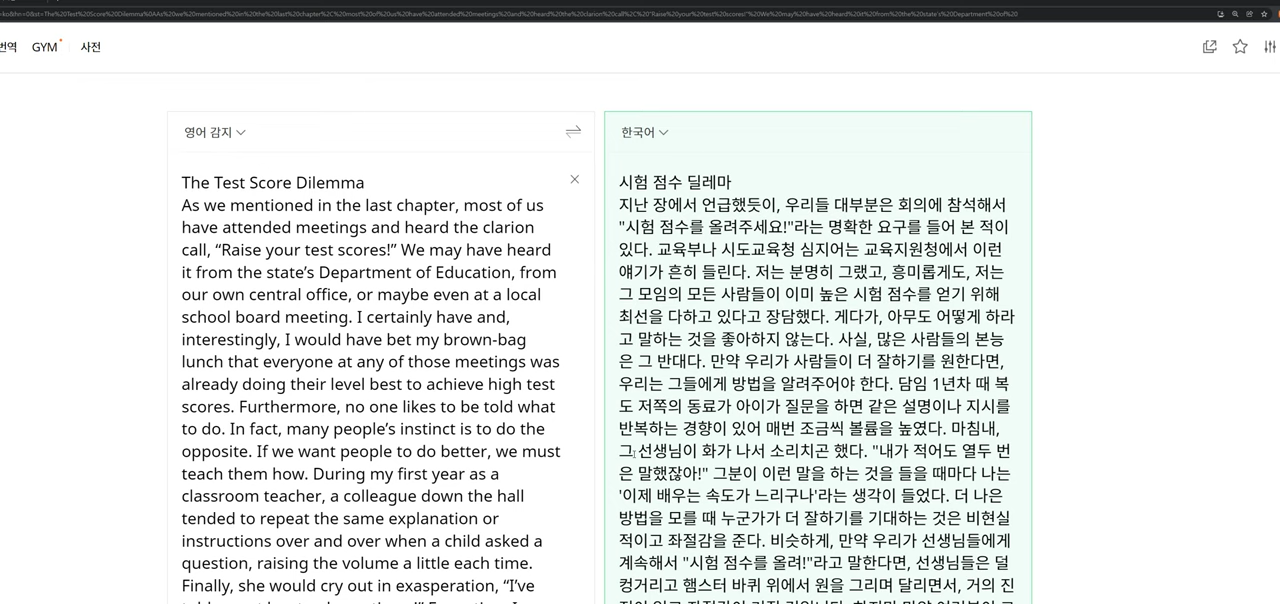 번역 GYM 사전
영어 감지
The Test Score Dilemma
As we mentioned in the last chapter, most of us
have attended meetings and heard the clarion
call, “Raise your test scores!” We may have heard
it from the state’s Department of Education, from
our own central office, or maybe even at a local
school board meeting. I certainly have and,
interestingly, I would have bet my brown-bag
lunch that everyone at any of those meetings was
already doing their level best to achieve high test
scores. Furthermore, no one likes to be told what
to do. In fact, many people’s instinct is to do the
opposite. If we want people to do better, we must
teach them how. During my first year as a
classroom teacher, a colleague down the hall
tended to repeat the same explanation or
instructions over and over when a child asked a
question, raising the volume a little each time.
Finally, she would cry out in exasperation, “I’ve
한국어
시험 점수 딜레마
지난 장에서 언급했듯이, 우리들 대부분은 회의에 참석해서
"시험 점수를 올려주세요!"라는 명확한 요구를 들어 본 적이
있다. 교육부나 시도교육청 심지어는 교육지원청에서 이런
얘기가 흔히 들린다. 저는 분명히 그랬고, 흥미롭게도, 저는
그 모임의 모든 사람들이 이미 높은 시험 점수를 얻기 위해
최선을 다하고 있다고 장담했다. 게다가, 아무도 어떻게 하라
고 말하는 것을 좋아하지 않는다. 사실, 많은 사람들의 본능
은 그 반대다. 만약 우리가 사람들이 더 잘하기를 원한다면,
우리는 그들에게 방법을 알려주어야 한다. 담임 1년차 때 복
도 저쪽의 동료가 아이가 질문을 하면 같은 설명이나 지시를
반복하는 경향이 있어 매번 조금씩 볼륨을 높였다. 마침내,
그 선생님이 화가 나서 소리치곤 했다. "내가 적어도 열두 번
은 말했잖아!" 그분이 이런 말을 하는 것을 들을 때마다 나는
'이제 배우는 속도가 느리구나'라는 생각이 들었다. 더 나은
방법을 모를 때 누군가가 더 잘하기를 기대하는 것은 비현실
적이고 좌절감을 준다. 비슷하게, 만약 우리가 선생님들에게
계속해서 "시험 점수를 올려!"라고 말한다면, 선생님들은 덜
컹거리고 햄스터 바퀴 위에서 원을 그리며 달리면서, 거의 진